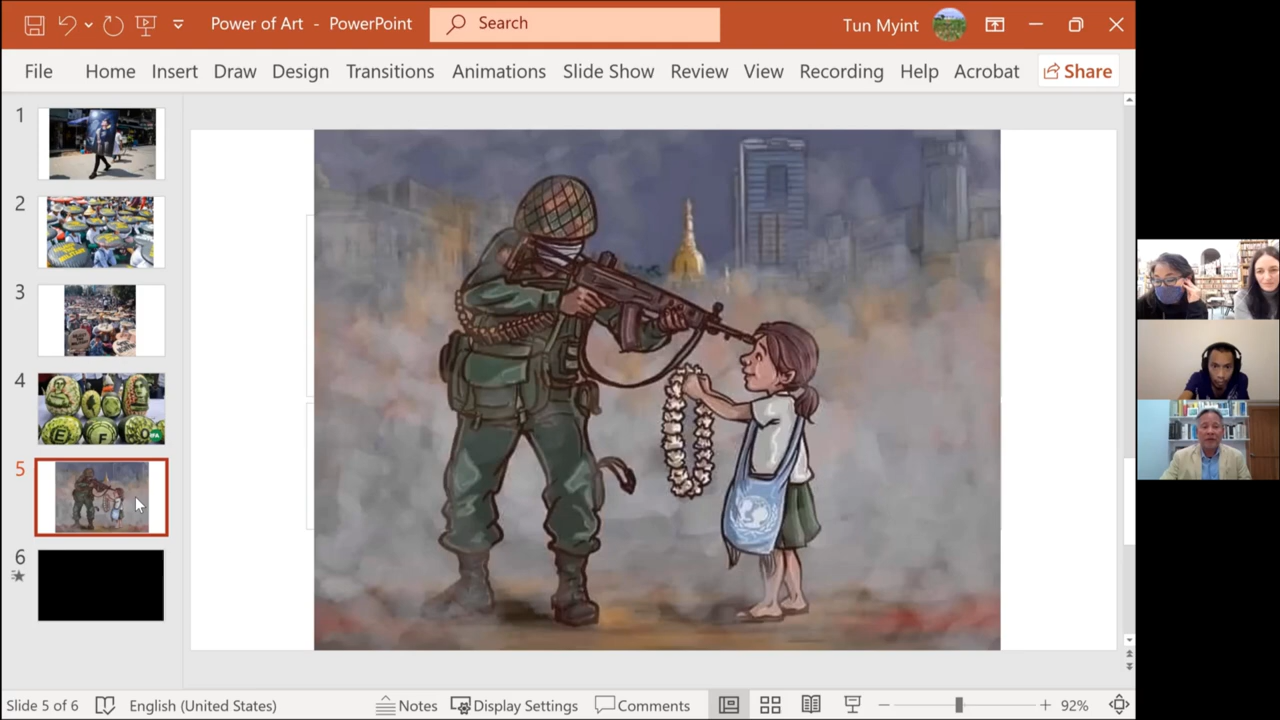 Power of Art - PowerPoint
Search
Tun Myint
File Home Insert Draw Design Transitions Animations Slide Show Review View Recording Help Acrobat Share
1
2
3
4
E F
5
6
Slide 5 of 6 English (United States) Notes Display Settings Comments 92%